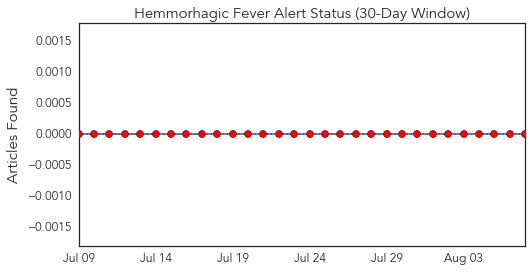 Hemmorhagic Fever Alert Status (30-Day Window)
Articles Found
0.0015
0.0010
0.0005
0.0000
−0.0005
−0.0010
−0.0015
Jul 09 Jul 14 Jul 19 Jul 24 Jul 29 Aug 03